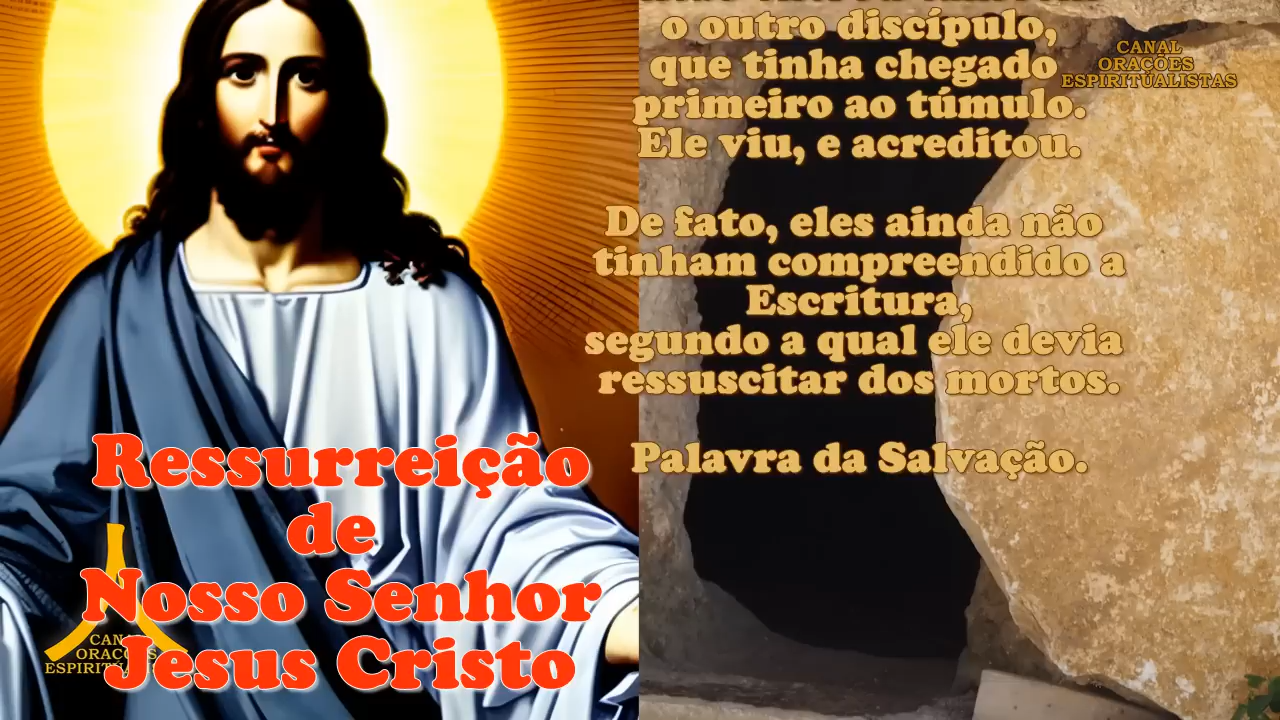 o outro discípulo,
que tinha chegado
primeiro ao túmulo.
Ele viu, e acreditou.
De fato, eles ainda não
tinham compreendido a
Escritura,
segundo a qual ele devia
ressuscitar dos mortos.
Palavra da Salvação.
CANAL
ORAÇÕES
ESPIRITUALISTAS
Ressurreição
de
Nosso Senhor
Jesus Cristo
ORAÇÕES